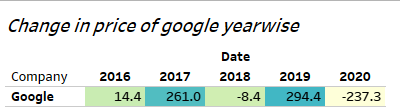 Change in price of google yearwise
Date
Company 2016 2017 2018 2019 2020
Google 14.4 261.0 -8.4 294.4 -237.3